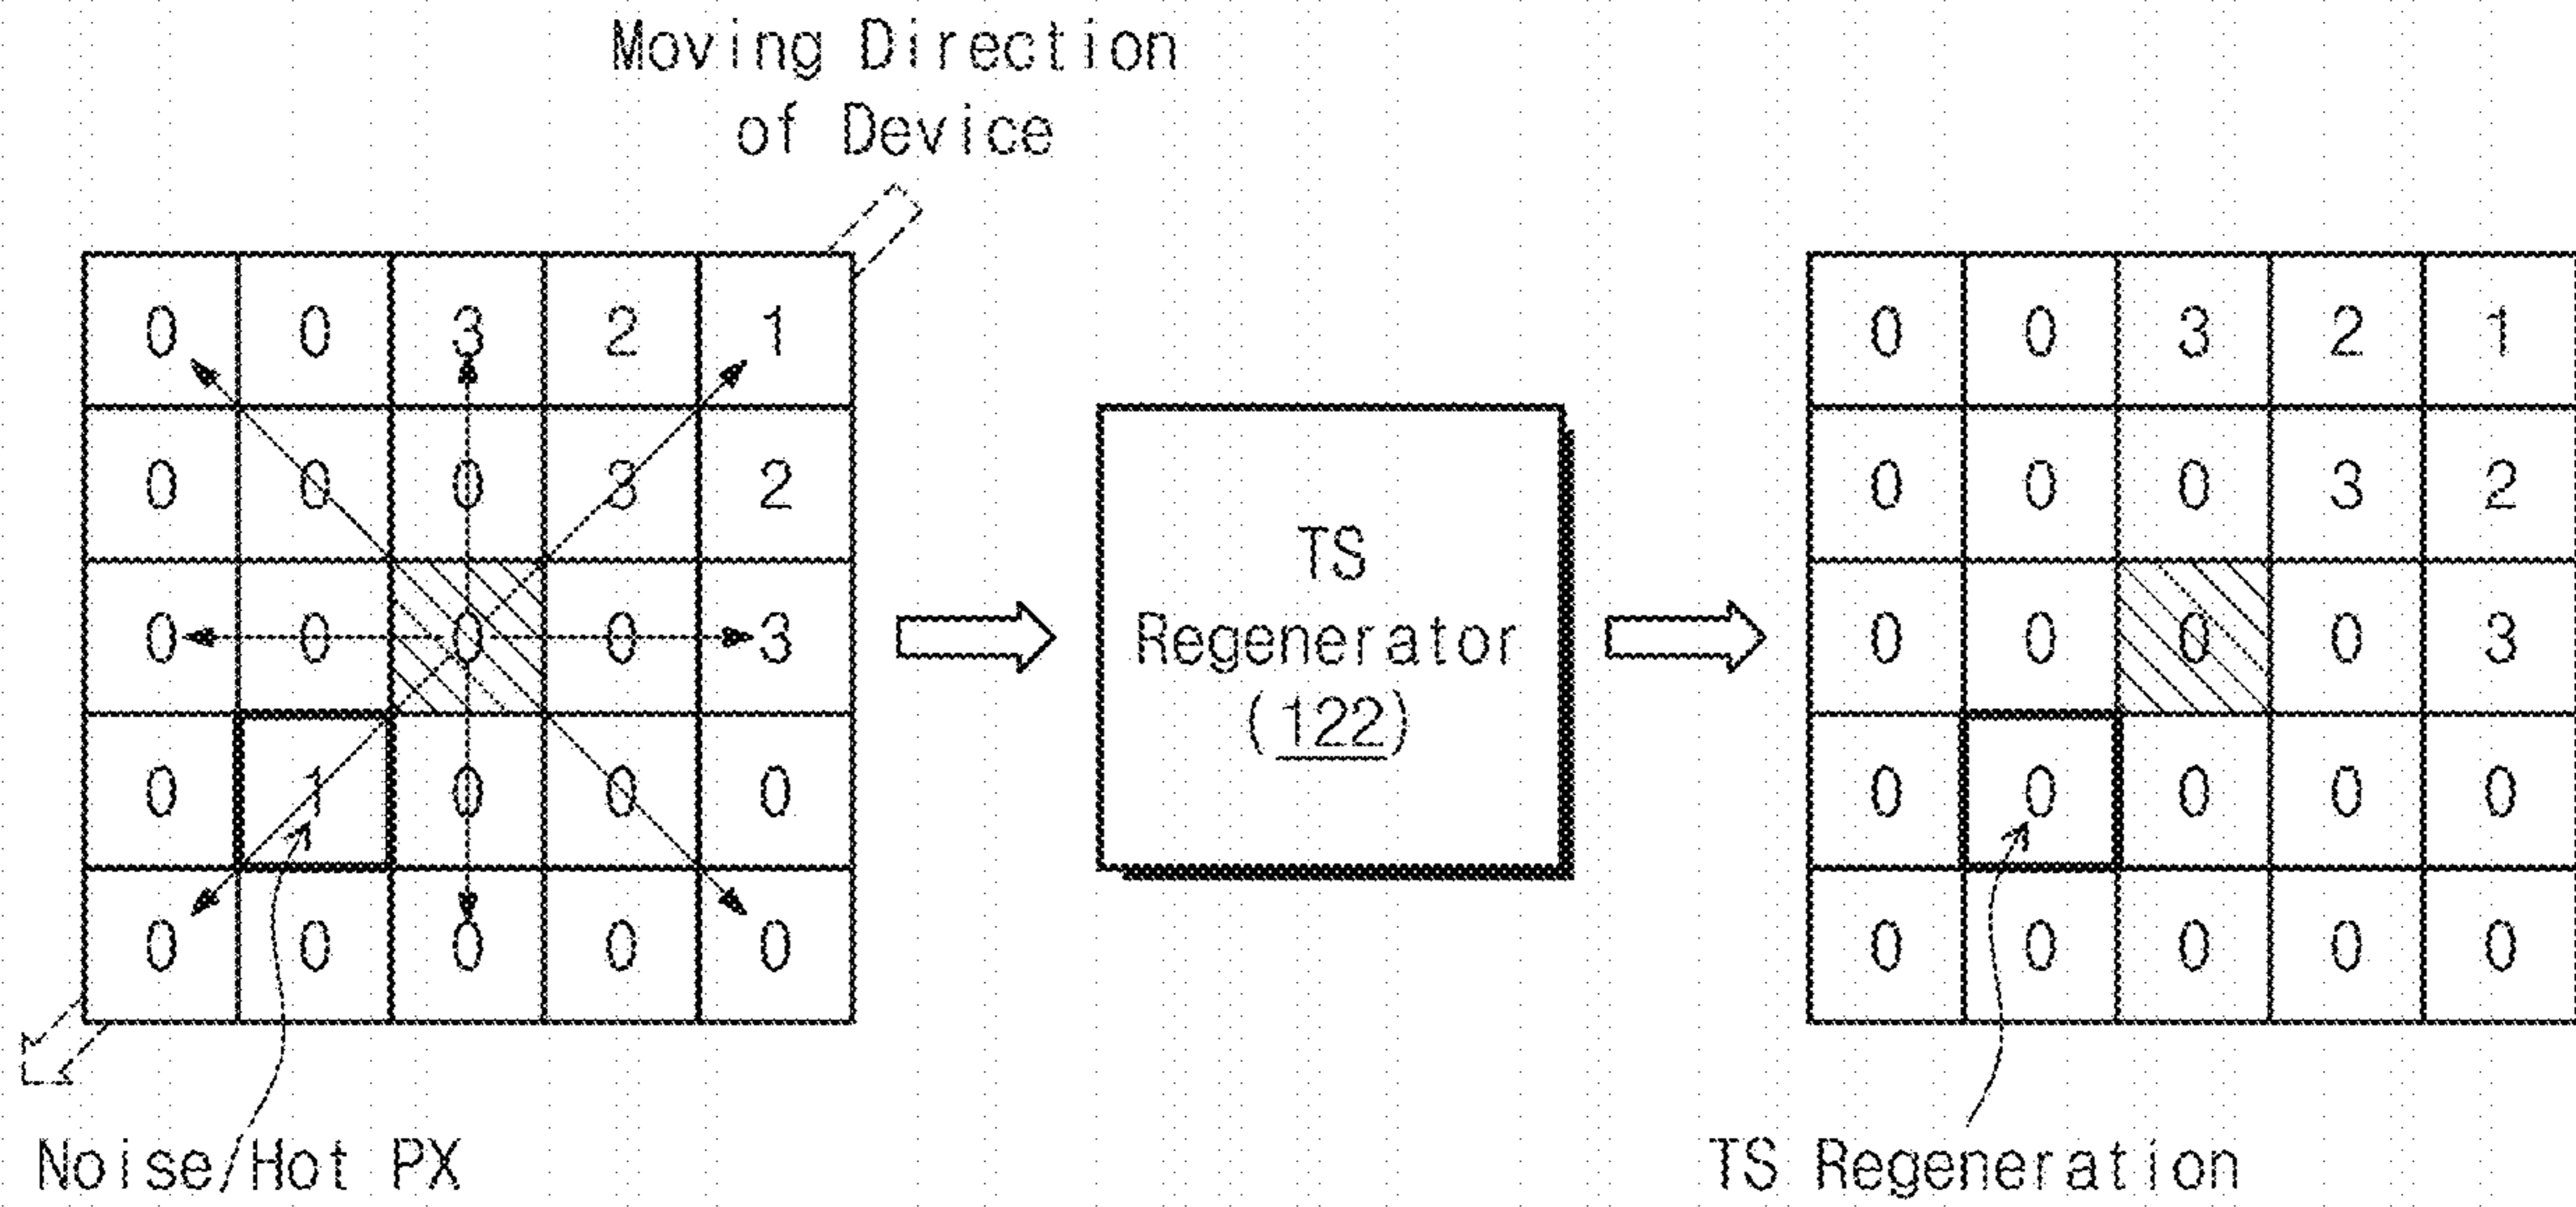 Moving Direction
of Device
0 0 3 2 1
0 0 0 3 2
0 0 0 0 3
0 1 0 0 0
0 0 0 0 0
Noise/Hot PX
TS
Regenerator
(122)
0 0 3 2 1
0 0 0 3 2
0 0 0 0 3
0 0 0 0 0
0 0 0 0 0
TS Regeneration